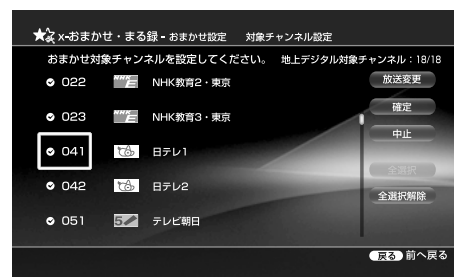 x-おまかせ・まる録 - おまかせ設定 対象チャンネル設定
おまかせ対象チャンネルを設定してください。 地上デジタル対象チャンネル：18/18
022 NHK E NHK教育2・東京
023 NHK E NHK教育3・東京
041 日テレ1
042 日テレ2
051 5 テレビ朝日
放送変更
確定
中止
全選択
全選択解除
戻る 前へ戻る